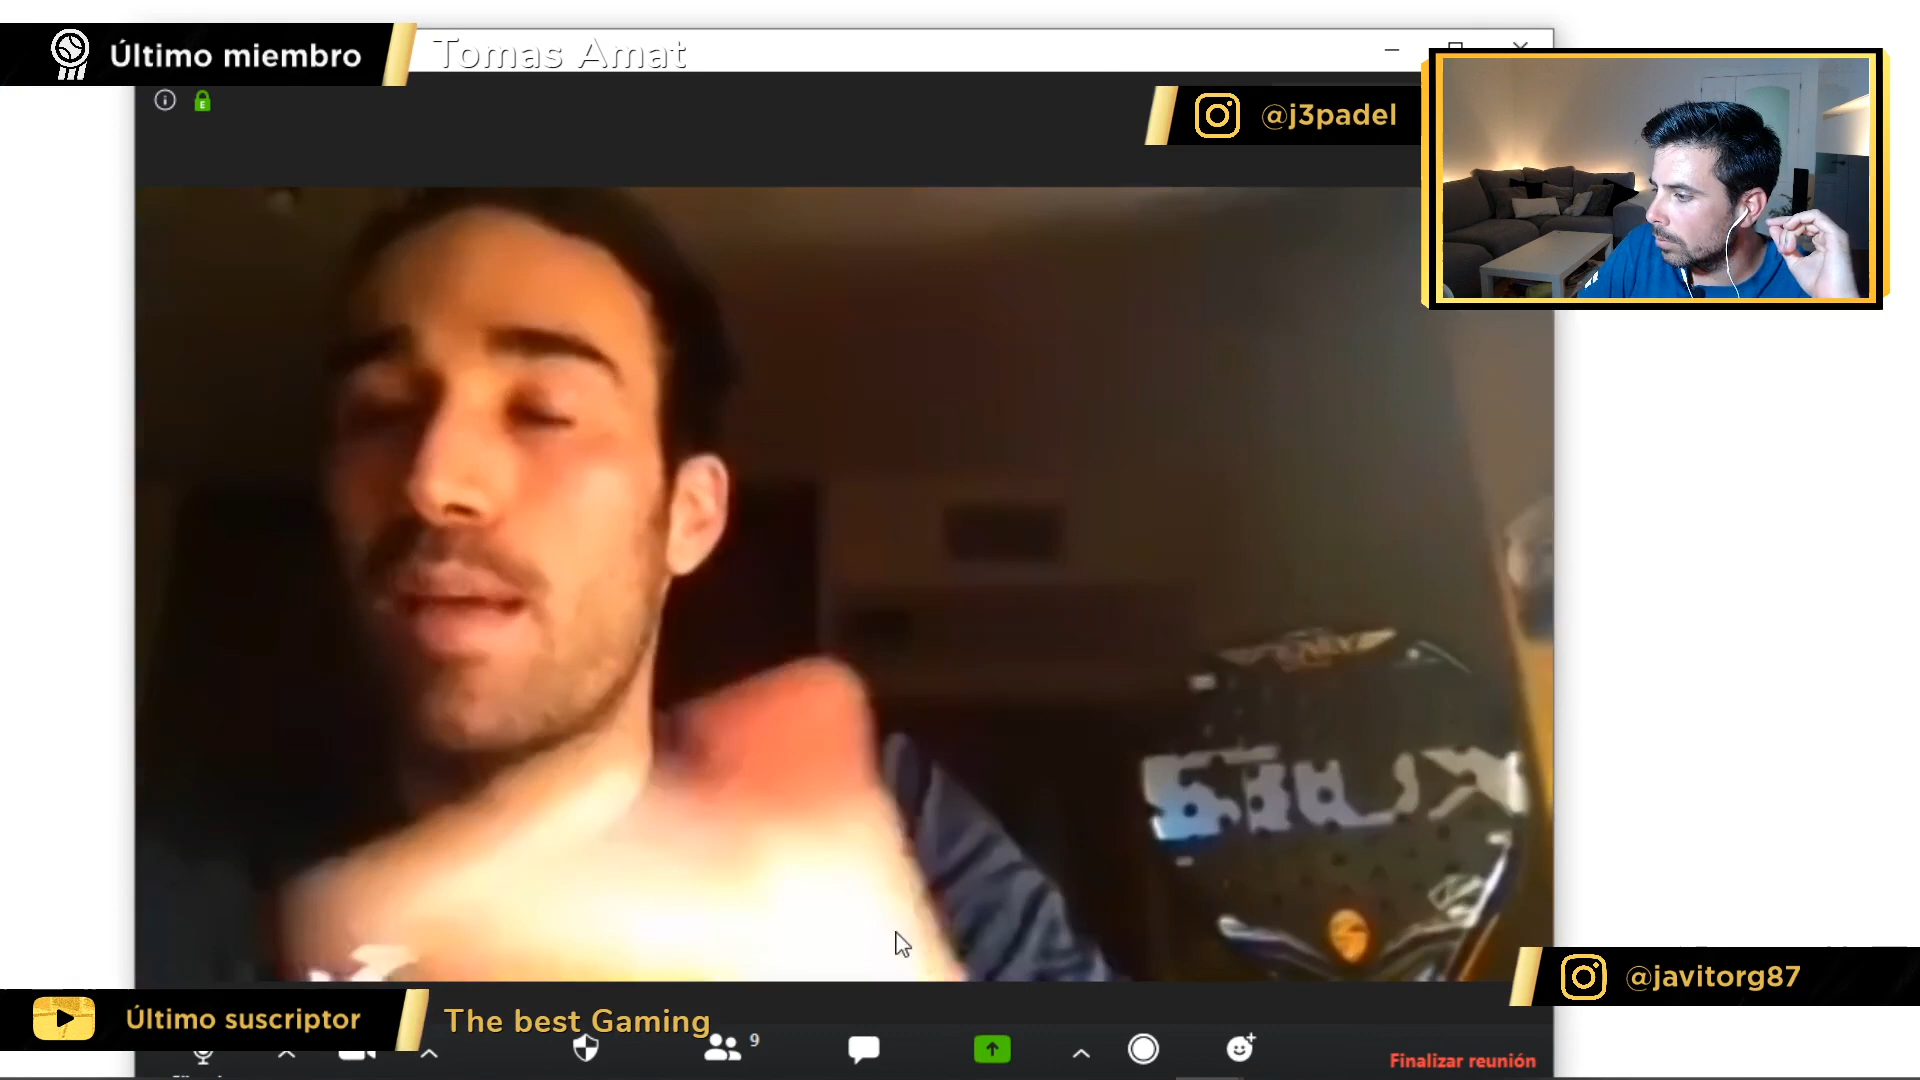 Último miembro
Tomas Amat
@j3padel
@javitorg87
Último suscriptor
The best Gaming
9
Finalizar reunión